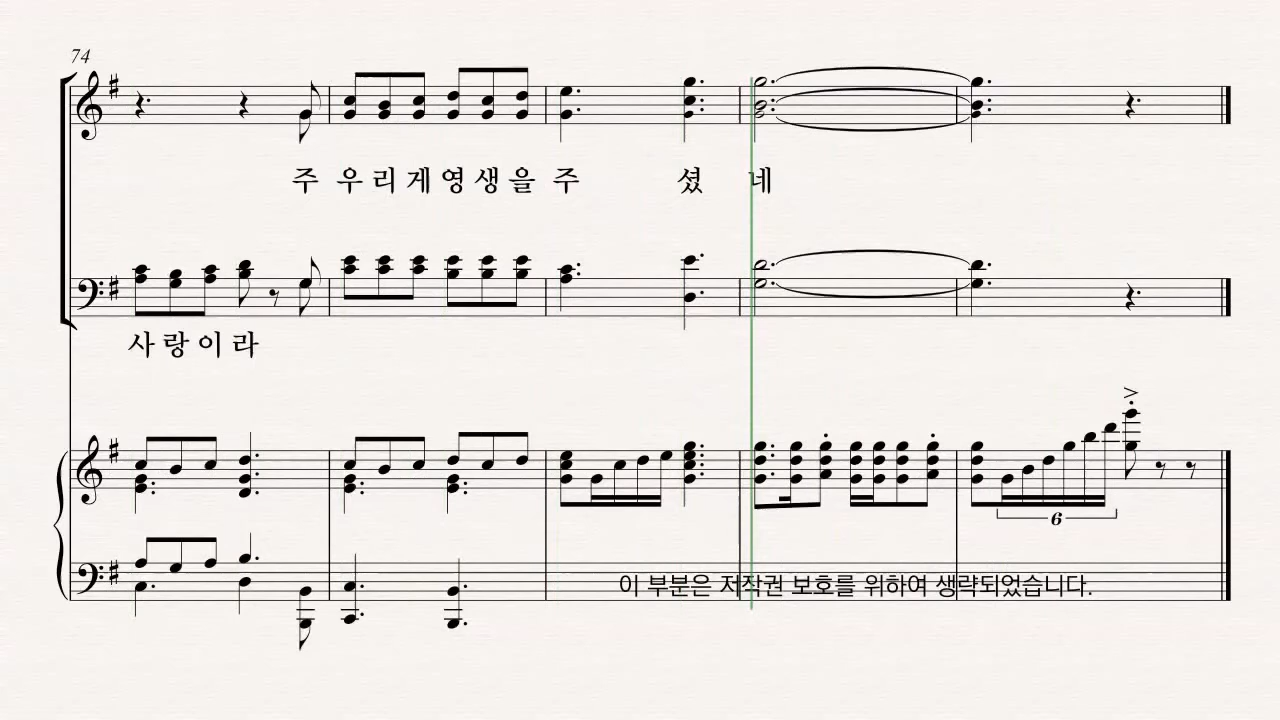 74
주 우리게영생을 주 셨 네
사랑이라
6
이 부분은 저작권 보호를 위하여 생략되었습니다.